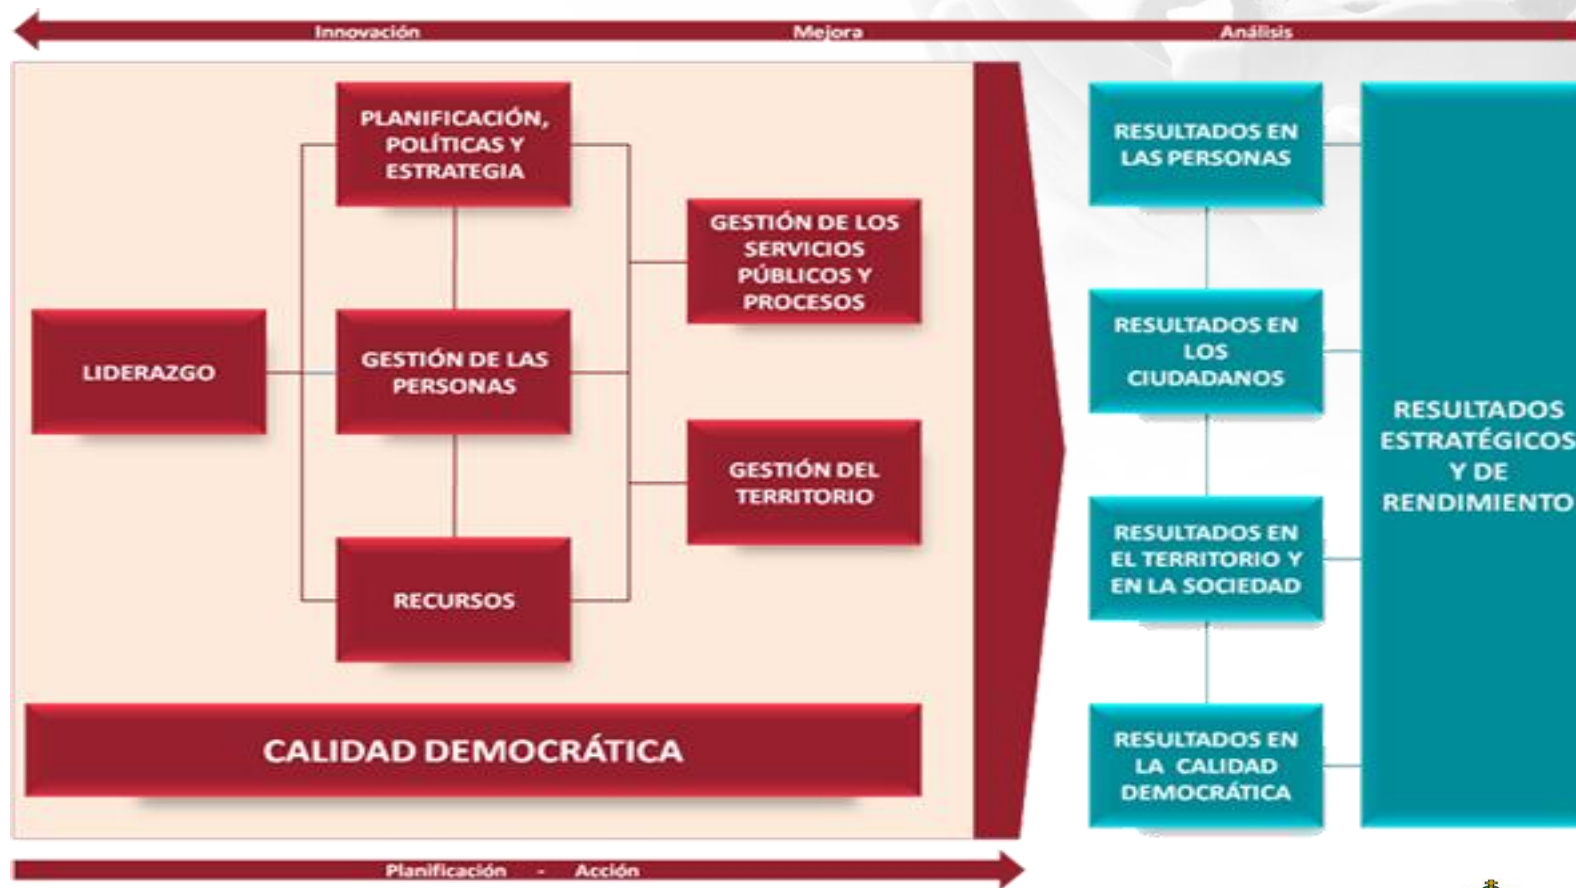 Innovación
Mejora
Análisis
PLANIFICACIÓN,
POLÍTICAS Y
ESTRATEGIA
GESTIÓN DE LOS
SERVICIOS
PÚBLICOS Y
PROCESOS
LIDERAZGO
GESTIÓN DE LAS
PERSONAS
GESTIÓN DEL
TERRITORIO
RECURSOS
CALIDAD DEMOCRÁTICA
RESULTADOS EN
LAS PERSONAS
RESULTADOS EN
LOS
CIUDADANOS
RESULTADOS EN
EL TERRITORIO Y
EN LA SOCIEDAD
RESULTADOS EN
LA CALIDAD
DEMOCRÁTICA
RESULTADOS
ESTRATÉGICOS
Y DE
RENDIMIENTO
Planificación - Acción